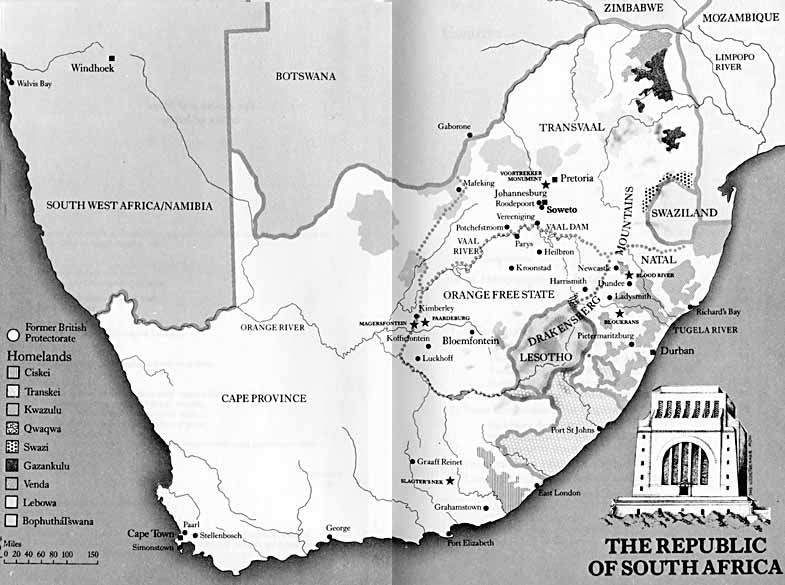 ZIMBABWE
MOZAMBIQUE
LIMPOPO
RIVER
Windhoek
Walvis Bay
BOTSWANA
Gaborone
TRANSVAAL
VOORTREKKER
MONUMENT
Pretoria
Mafeking
Johannesburg
Roodepoort
Soweto
SOUTH WEST AFRICA/NAMIBIA
SWAZILAND
Vereeniging
Potchefstroom
VAAL DAM
MOUNTAINS
VAAL
RIVER
Parys
Heilbron
NATAL
Kroonstad
Newcastle
BLOOD RIVER
Harrismith
Dundee
ORANGE FREE STATE
Ladysmith
Kimberley
Richard's Bay
MAGERSFONTEIN
PAARDEBURG
DRAKENSBERG
BLOUKRANS
ORANGE RIVER
TUGELA RIVER
Koffiefontein
Bloemfontein
Pietermaritzburg
Luckhoff
LESOTHO
Durban
CAPE PROVINCE
Port St Johns
Graaff Reinet
SLAGTER'S NEK
East London
Grahamstown
Port Elizabeth
George
Paarl
Cape Town
Stellenbosch
Simonstown
Former British
Protectorate
Homelands
Ciskei
Transkei
Kwazulu
Qwaqwa
Swazi
Gazankulu
Venda
Lebowa
Bophuthatswana
Miles
0 20 40 60 80 100 150
THE REPUBLIC
OF SOUTH AFRICA